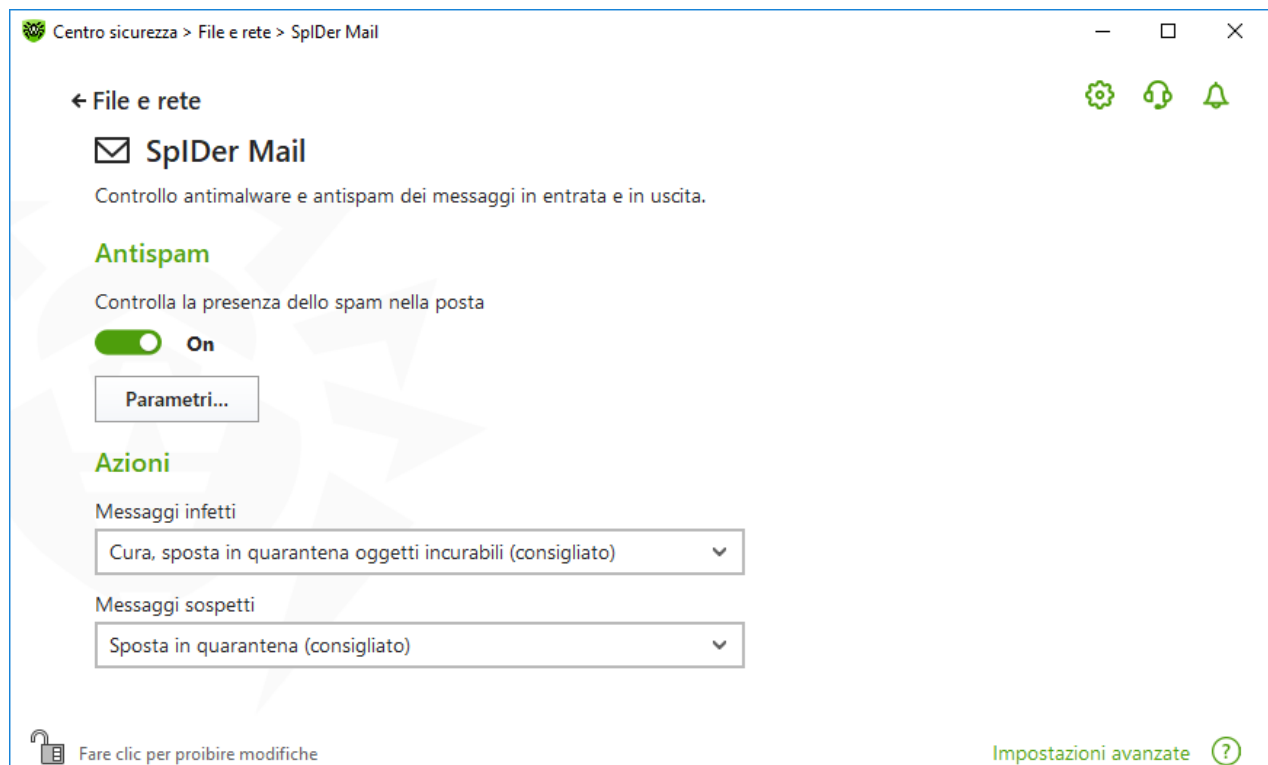 Centro sicurezza > File e rete > SpIDer Mail
File e rete
SpIDer Mail
Controllo antimalware e antispam dei messaggi in entrata e in uscita.
Antispam
Controlla la presenza dello spam nella posta
On
Parametri...
Azioni
Messaggi infetti
Cura, sposta in quarantena oggetti incurabili (consigliato)
Messaggi sospetti
Sposta in quarantena (consigliato)
Fare clic per proibire modifiche
Impostazioni avanzate ?